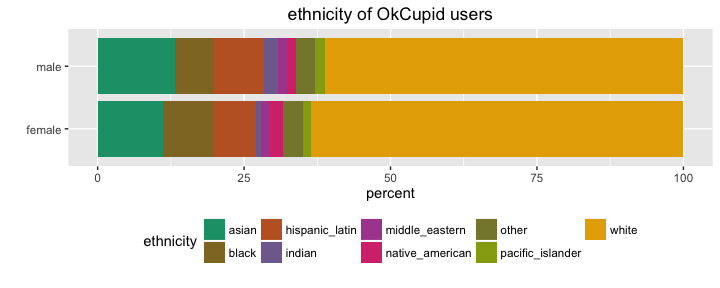 ethnicity of OkCupid users
male
female
0 25 50 75 100
percent
ethnicity
asian hispanic_latin middle_eastern other white
black indian native_american pacific_islander